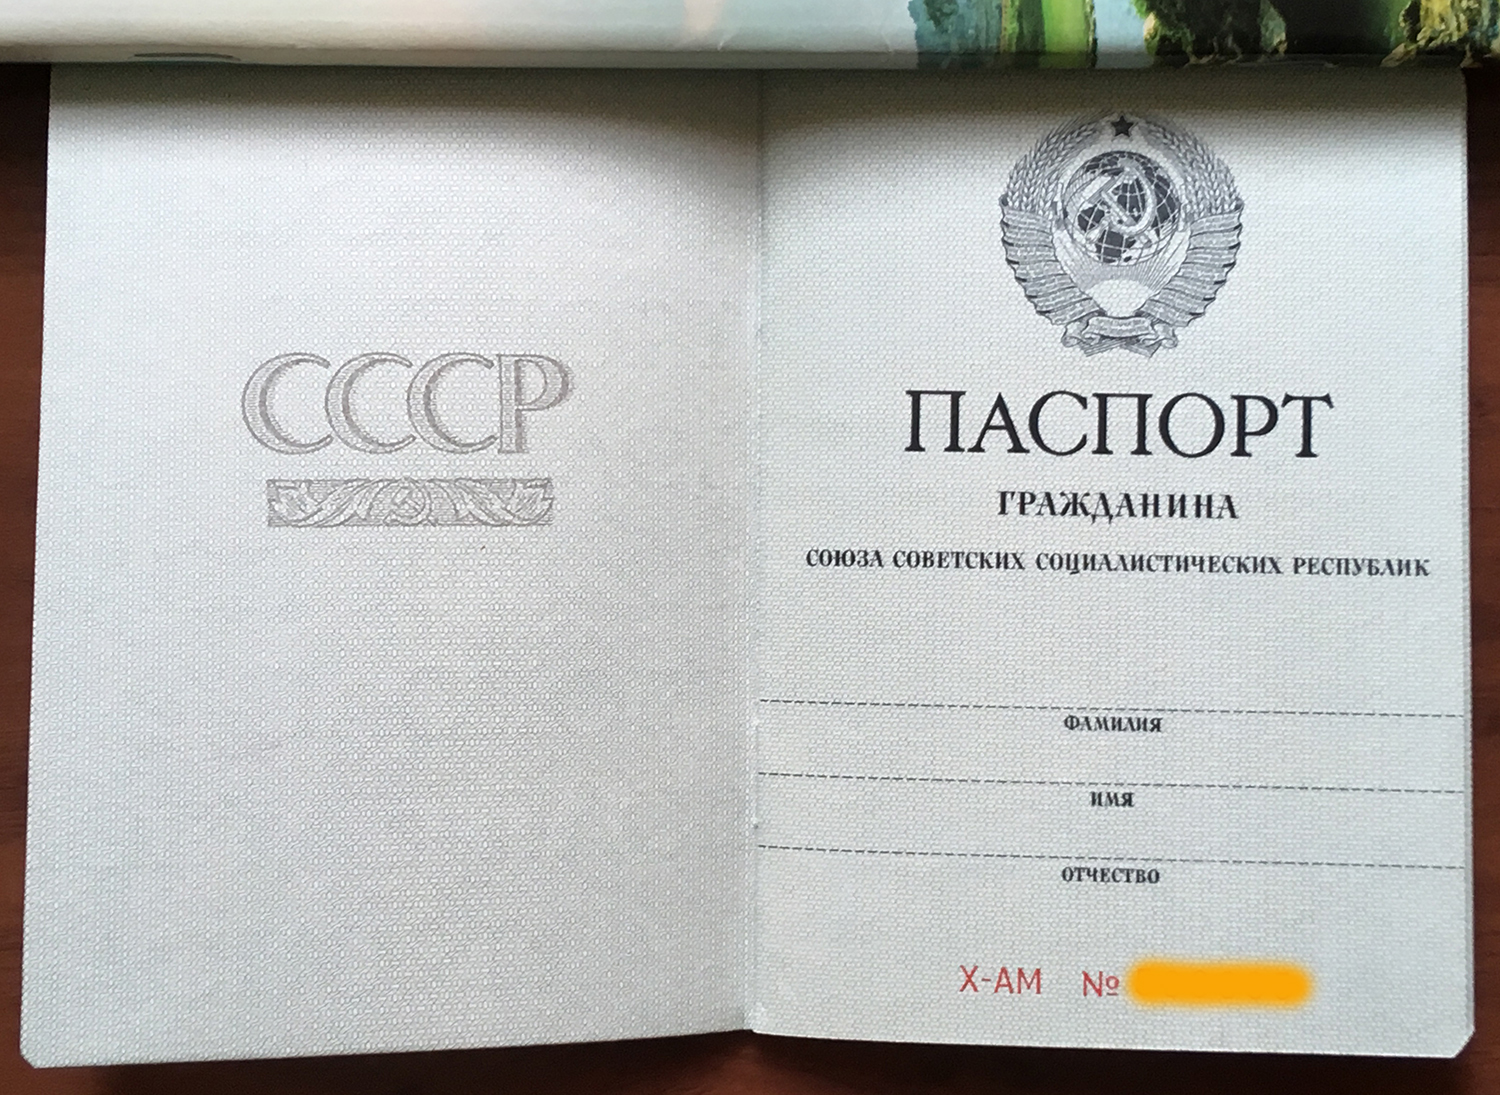 СССР
ПАСПОРТ
ГРАЖДАНИНА
СОЮЗА СОВЕТСКИХ СОЦИАЛИСТИЧЕСКИХ РЕСПУБЛИК
ФАМИЛИЯ
ИМЯ
ОТЧЕСТВО
X-АМ №